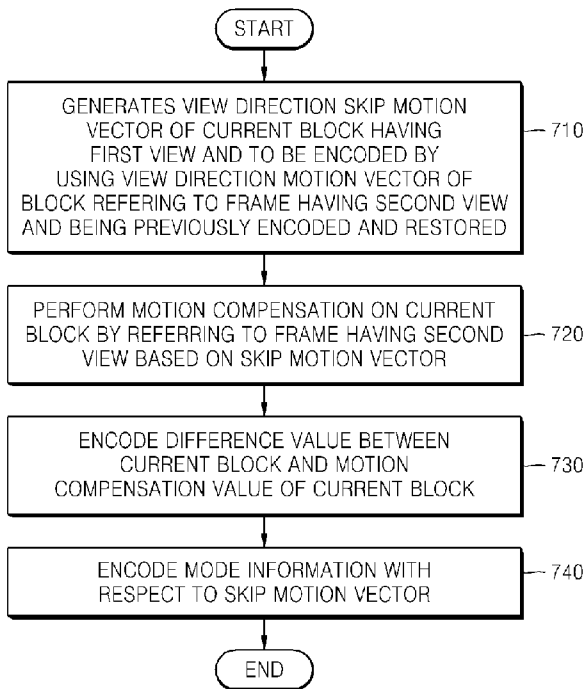 START
GENERATES VIEW DIRECTION SKIP MOTION
VECTOR OF CURRENT BLOCK HAVING
FIRST VIEW AND TO BE ENCODED BY
USING VIEW DIRECTION MOTION VECTOR OF
BLOCK REFERING TO FRAME HAVING SECOND VIEW
AND BEING PREVIOUSLY ENCODED AND RESTORED
710
PERFORM MOTION COMPENSATION ON CURRENT
BLOCK BY REFERRING TO FRAME HAVING SECOND
VIEW BASED ON SKIP MOTION VECTOR
720
ENCODE DIFFERENCE VALUE BETWEEN
CURRENT BLOCK AND MOTION
COMPENSATION VALUE OF CURRENT BLOCK
730
ENCODE MODE INFORMATION WITH
RESPECT TO SKIP MOTION VECTOR
740
END